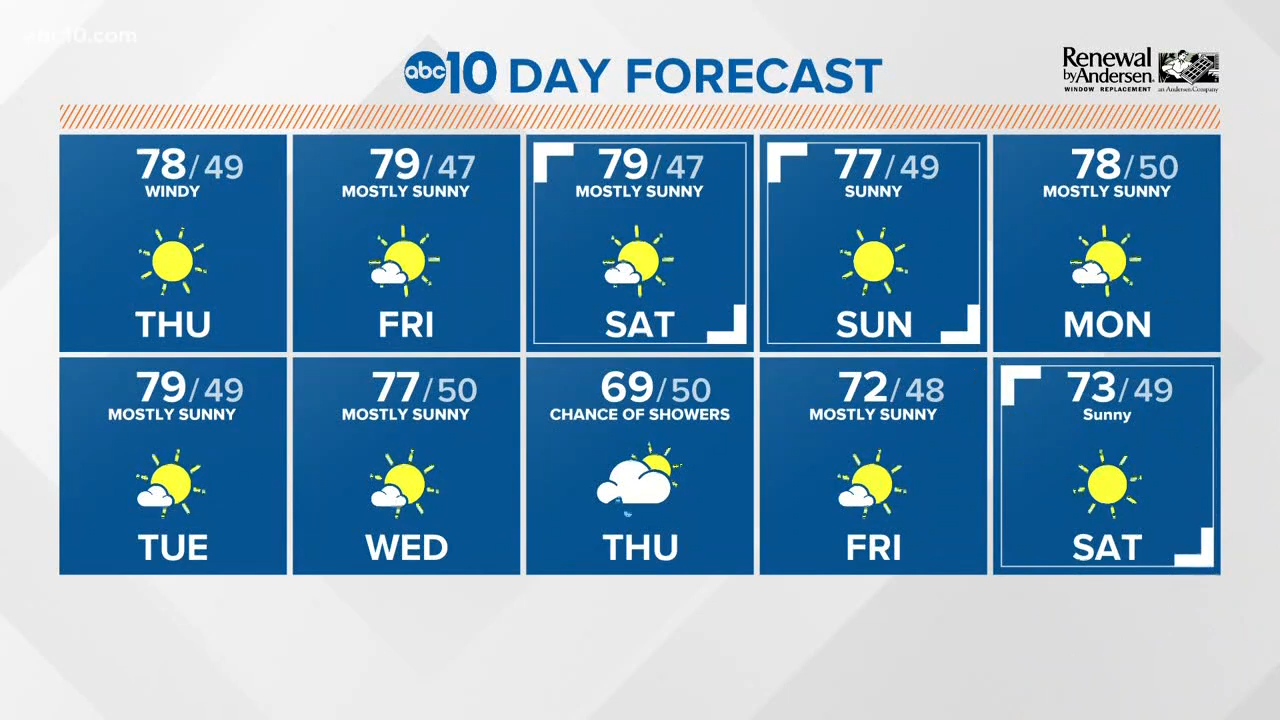 abc10.com
abc10 DAY FORECAST
Renewal
byAndersen.
WINDOW REPLACEMENT an Andersen Company
78/49
WINDY
THU
79/47
MOSTLY SUNNY
FRI
79/47
MOSTLY SUNNY
SAT
77/49
SUNNY
SUN
78/50
MOSTLY SUNNY
MON
79/49
MOSTLY SUNNY
TUE
77/50
MOSTLY SUNNY
WED
69/50
CHANCE OF SHOWERS
THU
72/48
MOSTLY SUNNY
FRI
73/49
Sunny
SAT